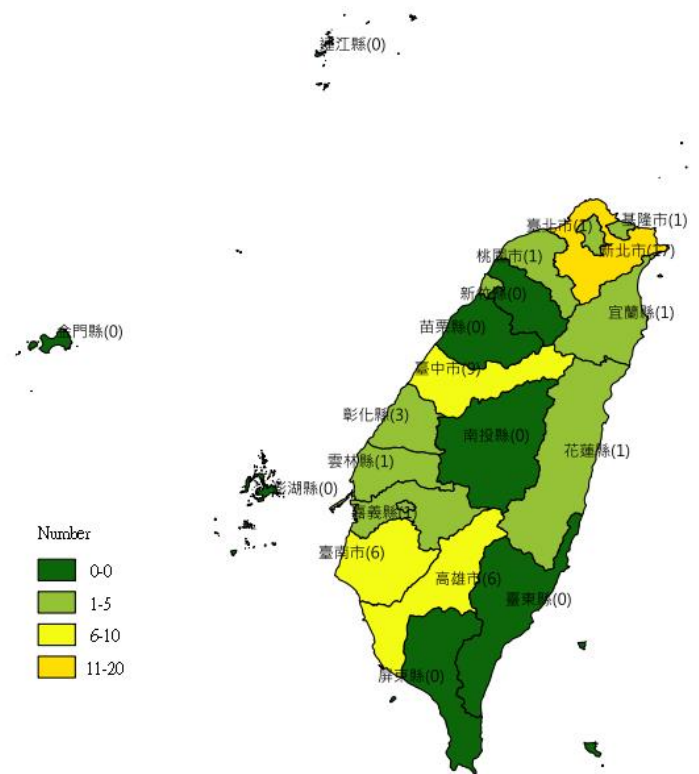 連江縣(0)
基隆市(1)
臺北市(1)
新北市(17)
桃園市(1)
新竹縣(0)
宜蘭縣(1)
苗栗縣(0)
金門縣(0)
臺中市(9)
彰化縣(3)
南投縣(0)
花蓮縣(1)
雲林縣(1)
澎湖縣(0)
嘉義縣(1)
臺南市(6)
高雄市(6)
臺東縣(0)
屏東縣(0)
Number
0-0
1-5
6-10
11-20